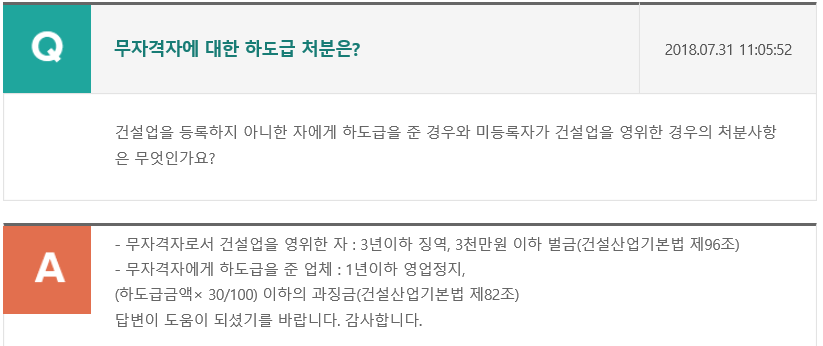 Q
무자격자에 대한 하도급 처분은?
2018.07.31 11:05:52
건설업을 등록하지 아니한 자에게 하도급을 준 경우와 미등록자가 건설업을 영위한 경우의 처분사항
은 무엇인가요?
A
- 무자격자로서 건설업을 영위한 자 : 3년이하 징역, 3천만원 이하 벌금(건설산업기본법 제96조)
- 무자격자에게 하도급을 준 업체 : 1년이하 영업정지,
(하도급금액× 30/100) 이하의 과징금(건설산업기본법 제82조)
답변이 도움이 되셨기를 바랍니다. 감사합니다.